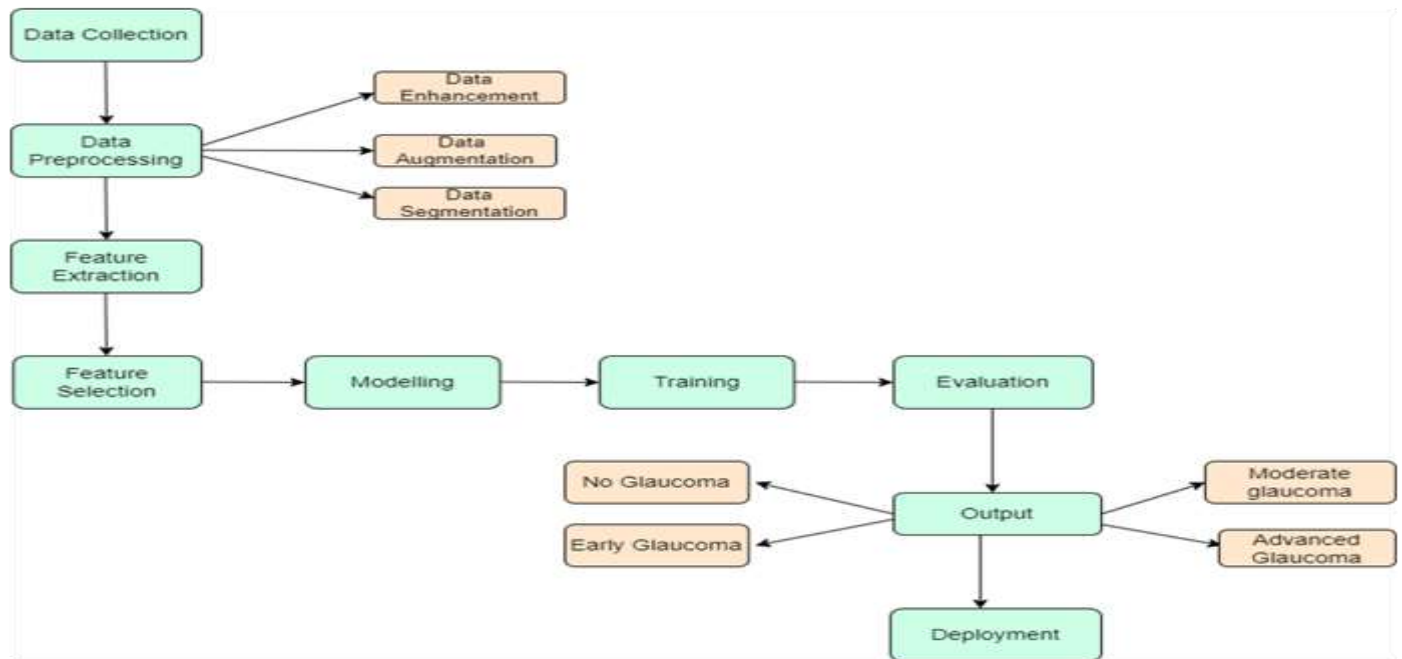 Data Collection
Data
Enhancement
Data
Preprocessing
Data
Augmentation
Data
Segmentation
Feature
Extraction
Feature
Selection
Modelling
Training
Evaluation
No Glaucoma
Early Glaucoma
Output
Moderate
glaucoma
Advanced
Glaucoma
Deployment